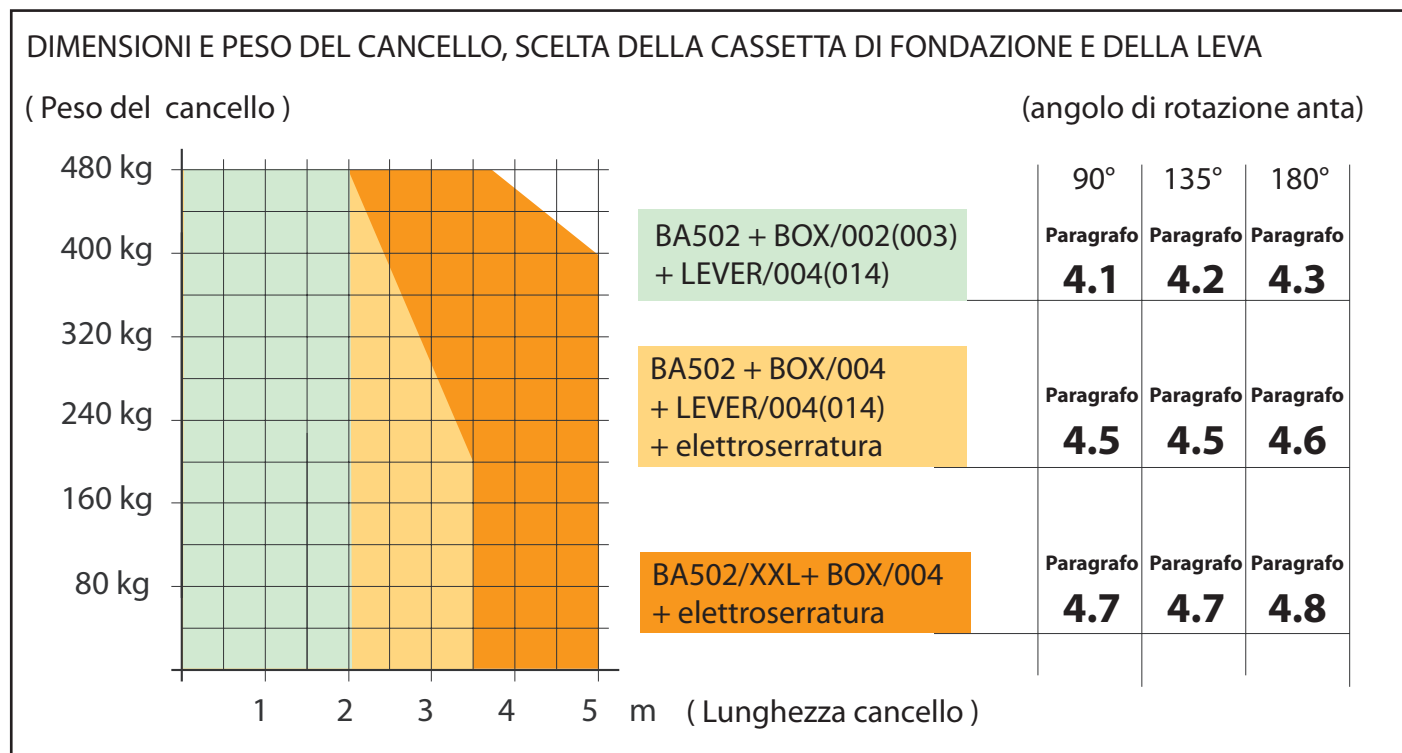 DIMENSIONI E PESO DEL CANCELLO, SCELTA DELLA CASSETTA DI FONDAZIONE E DELLA LEVA
( Peso del cancello )
(angolo di rotazione anta)
480 kg
400 kg
320 kg
240 kg
160 kg
80 kg
1 2 3 4 5 m ( Lunghezza cancello )
BA502 + BOX/002(003)
+ LEVER/004(014)
BA502 + BOX/004
+ LEVER/004(014)
+ elettroserratura
BA502/XXL+ BOX/004
+ elettroserratura
90° 135° 180°
Paragrafo Paragrafo Paragrafo
4.1 4.2 4.3
Paragrafo Paragrafo Paragrafo
4.5 4.5 4.6
Paragrafo Paragrafo Paragrafo
4.7 4.7 4.8